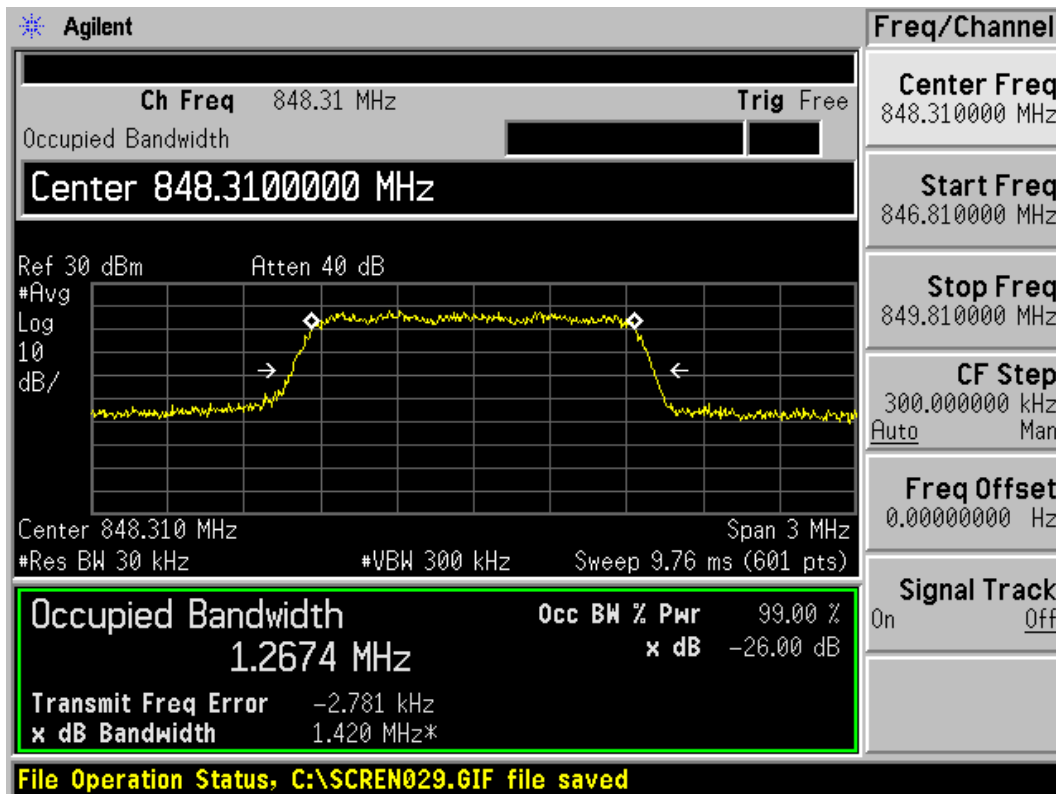 Agilent
Freq/Channel
Ch Freq 848.31 MHz Trig Free
Occupied Bandwidth
Center 848.3100000 MHz
Ref 30 dBm Atten 40 dB
#Avg
Log
10
dB/
Center 848.310 MHz Span 3 MHz
#Res BW 30 kHz #VBW 300 kHz Sweep 9.76 ms (601 pts)
Occupied Bandwidth
1.2674 MHz
Occ BW % Pwr 99.00 %
x dB -26.00 dB
Transmit Freq Error -2.781 kHz
x dB Bandwidth 1.420 MHz*
File Operation Status, C:\SCREN029.GIF file saved
Center Freq
848.310000 MHz
Start Freq
846.810000 MHz
Stop Freq
849.810000 MHz
CF Step
300.000000 kHz
Auto Man
Freq Offset
0.00000000 Hz
Signal Track
On Off